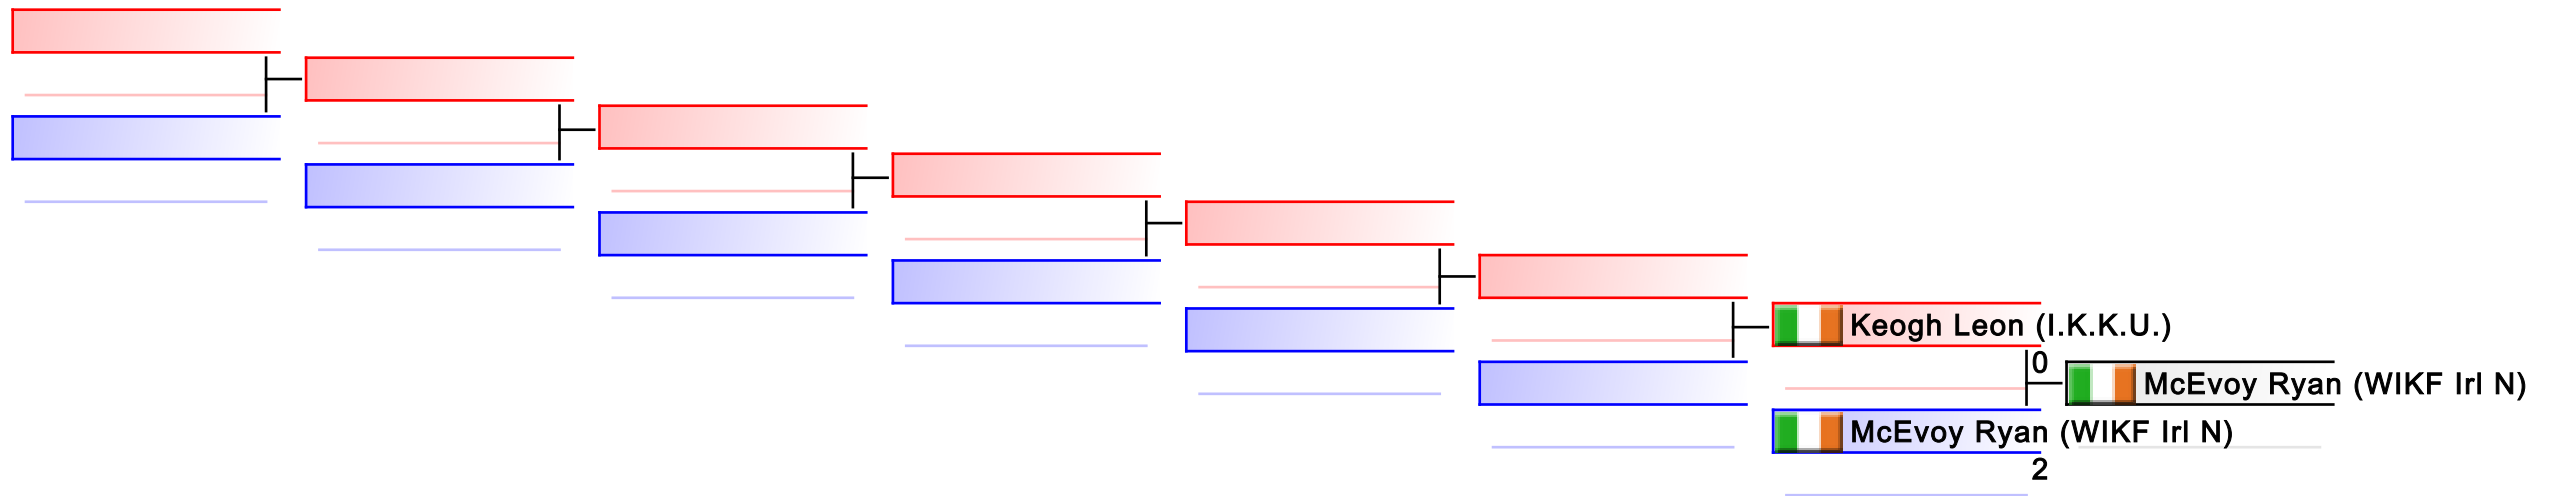 Keogh Leon (I.K.K.U.)
0
McEvoy Ryan (WIKF Irl N)
McEvoy Ryan (WIKF Irl N)
2